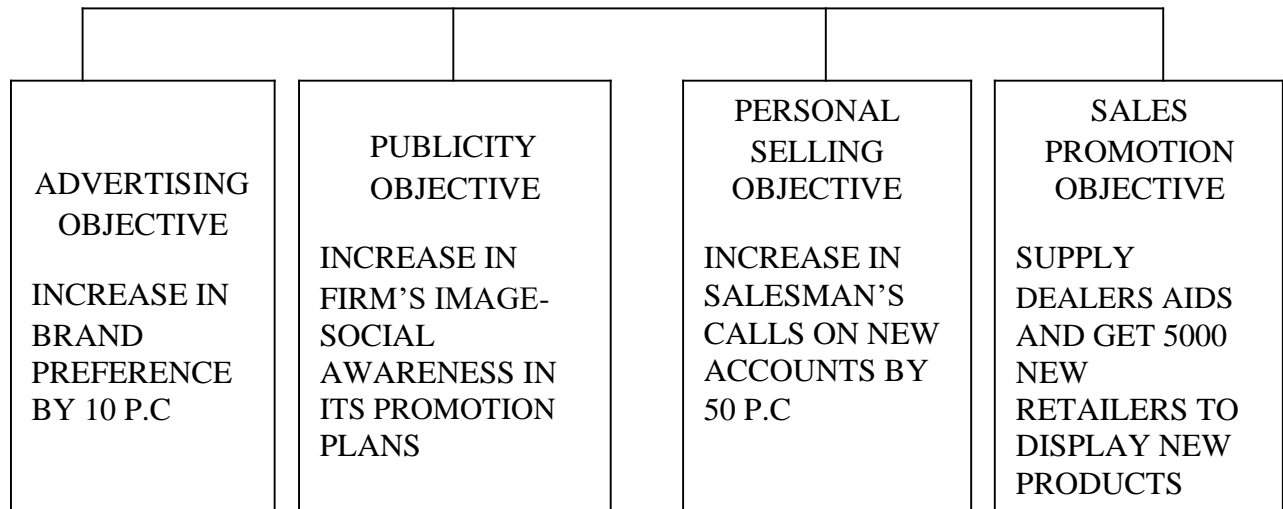 ADVERTISING
OBJECTIVE
INCREASE IN
BRAND
PREFERENCE
BY 10 P.C
PUBLICITY
OBJECTIVE
INCREASE IN
FIRM’S IMAGE-
SOCIAL
AWARENESS IN
ITS PROMOTION
PLANS
PERSONAL
SELLING
OBJECTIVE
INCREASE IN
SALESMAN’S
CALLS ON NEW
ACCOUNTS BY
50 P.C
SALES
PROMOTION
OBJECTIVE
SUPPLY
DEALERS AIDS
AND GET 5000
NEW
RETAILERS TO
DISPLAY NEW
PRODUCTS